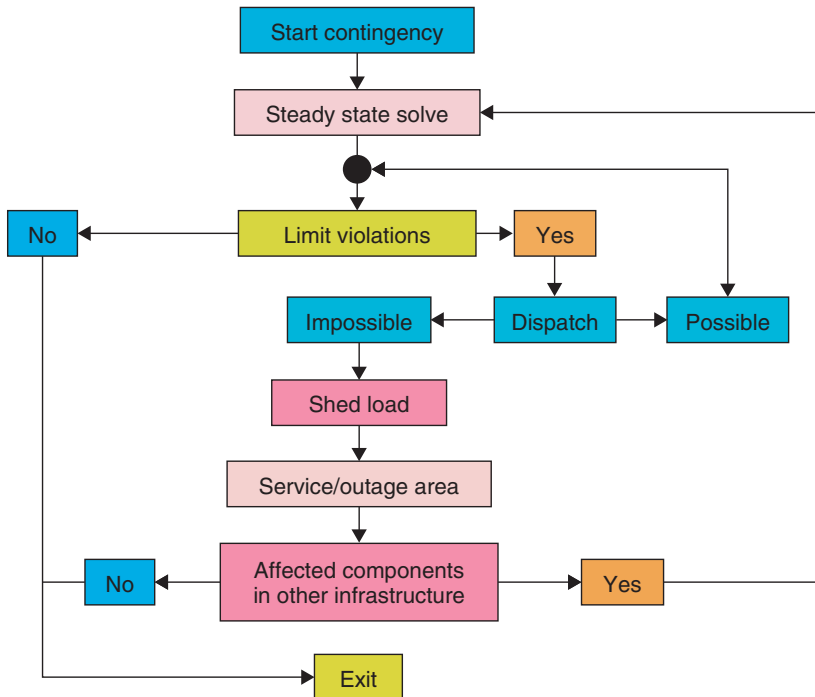 Start contingency
Steady state solve
No
Limit violations
Yes
Impossible
Dispatch
Possible
Shed load
Service/outage area
No
Affected components
in other infrastructure
Yes
Exit